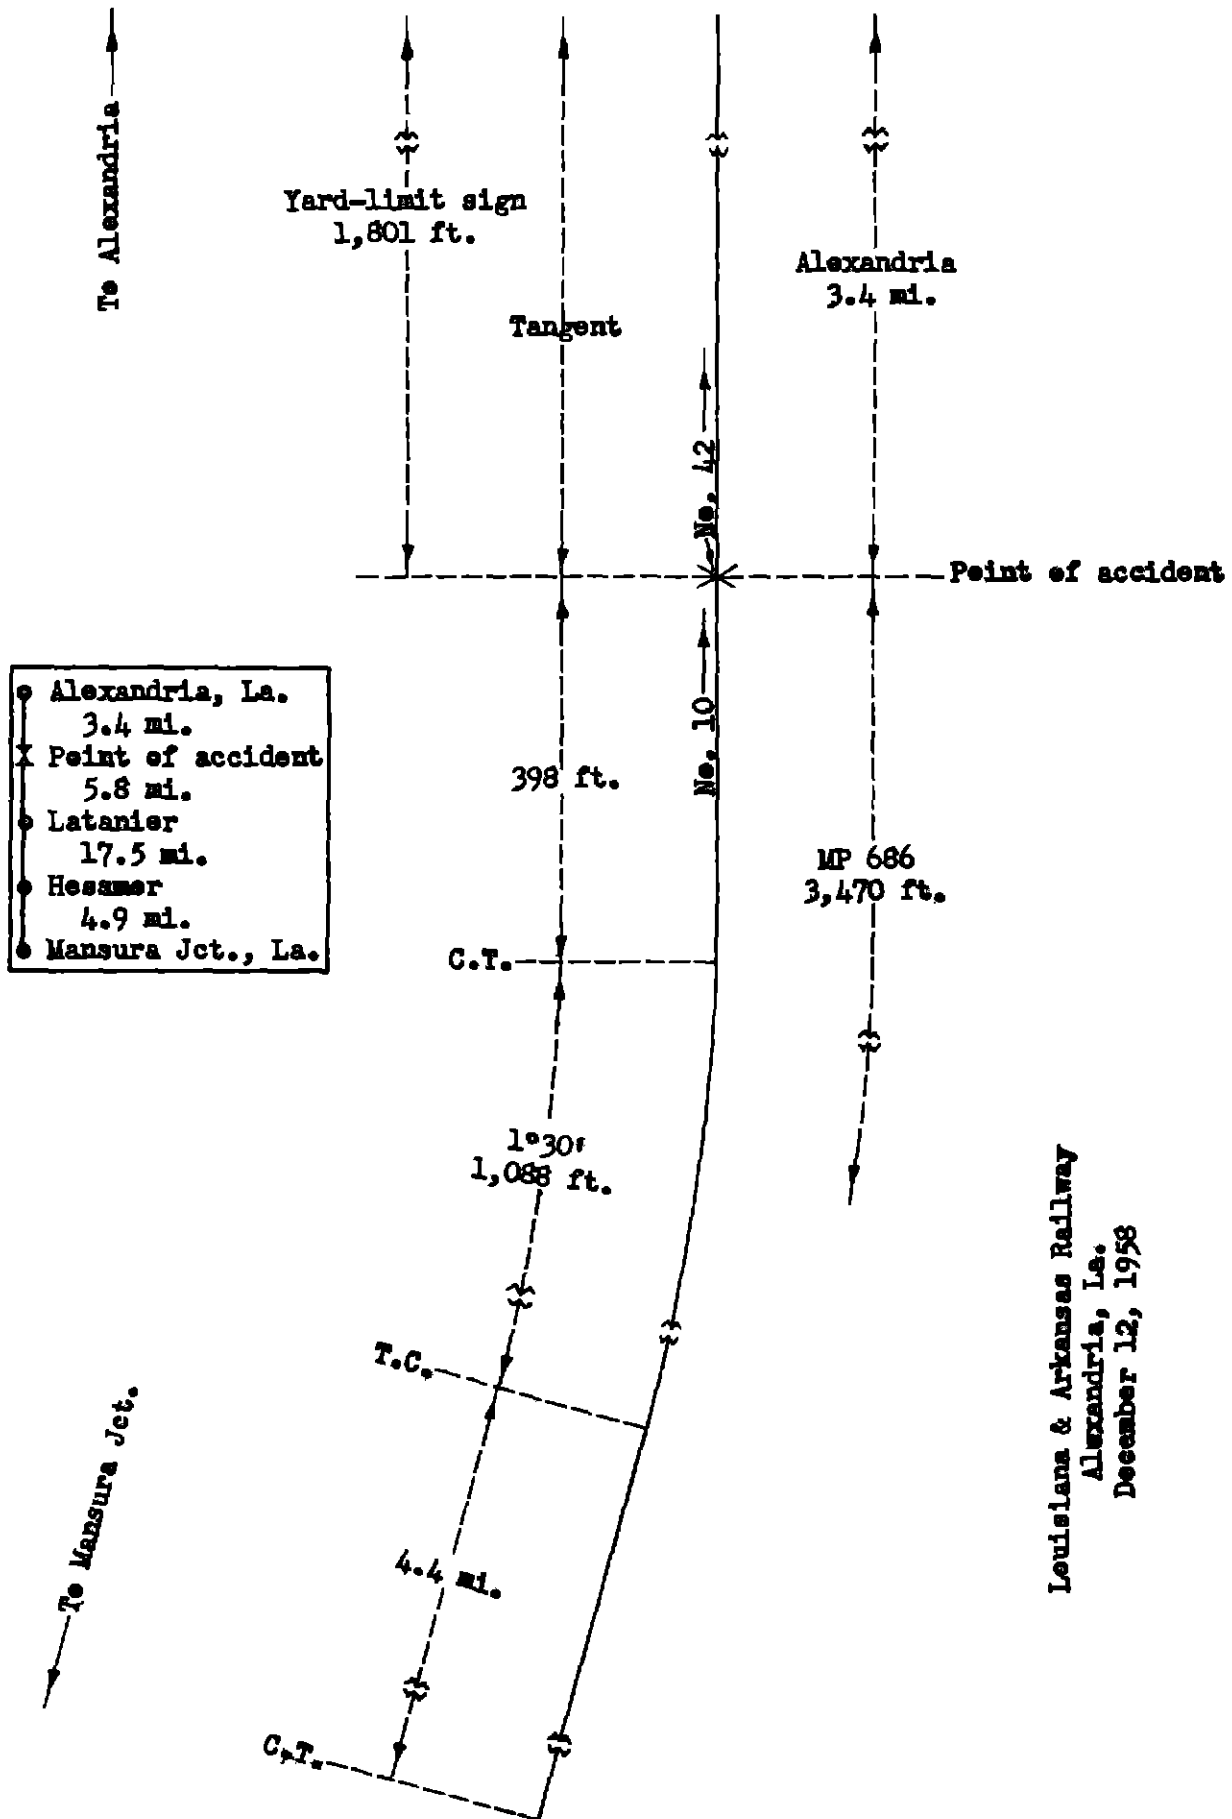 To Alexandria
Yard-limit sign
1,801 ft.
Tangent
Alexandria
3.4 mi.
No. 42
Point of accident
No. 10
Alexandria, La.
3.4 mi.
Point of accident
5.8 mi.
Latanier
17.5 mi.
Hessmer
4.9 mi.
Mansura Jct., La.
398 ft.
MP 686
3,470 ft.
C.T.
1°30'
1,088 ft.
T.C.
To Mansura Jct.
4.4 mi.
C.T.
Louisiana & Arkansas Railway
Alexandria, La.
December 12, 1958